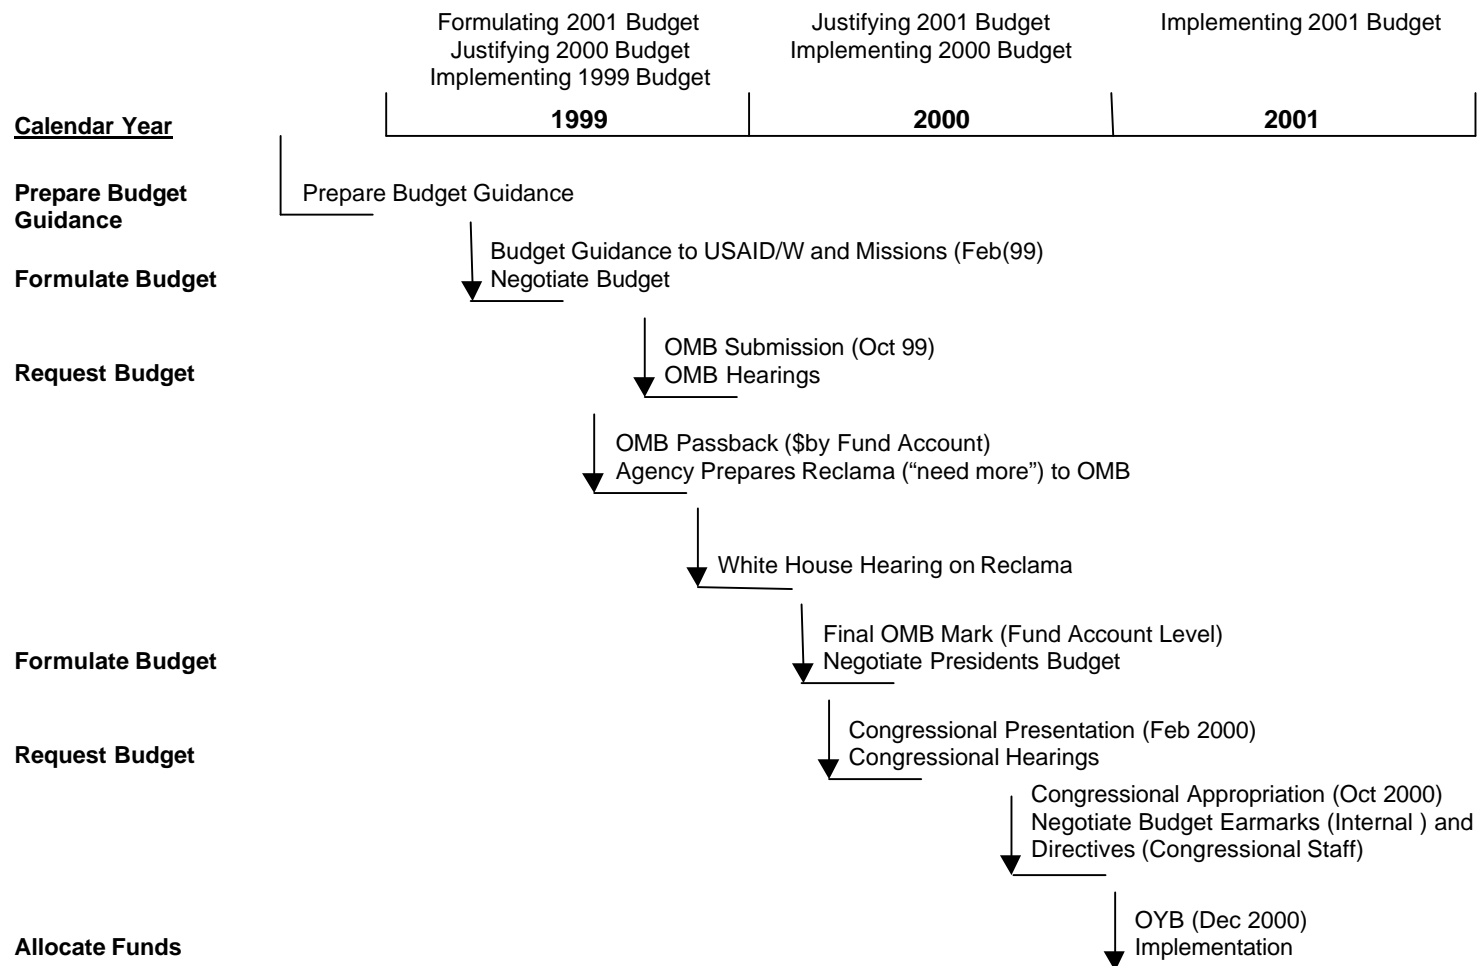 Formulating 2001 Budget
Justifying 2000 Budget
Implementing 1999 Budget
Justifying 2001 Budget
Implementing 2000 Budget
Implementing 2001 Budget
Calendar Year
1999
2000
2001
Prepare Budget
Guidance
Prepare Budget Guidance
Budget Guidance to USAID/W and Missions (Feb(99)
Formulate Budget
Negotiate Budget
OMB Submission (Oct 99)
Request Budget
OMB Hearings
OMB Passback ($by Fund Account)
Agency Prepares Reclama (“need more”) to OMB
White House Hearing on Reclama
Final OMB Mark (Fund Account Level)
Formulate Budget
Negotiate Presidents Budget
Congressional Presentation (Feb 2000)
Request Budget
Congressional Hearings
Congressional Appropriation (Oct 2000)
Negotiate Budget Earmarks (Internal ) and
Directives (Congressional Staff)
OYB (Dec 2000)
Allocate Funds
Implementation